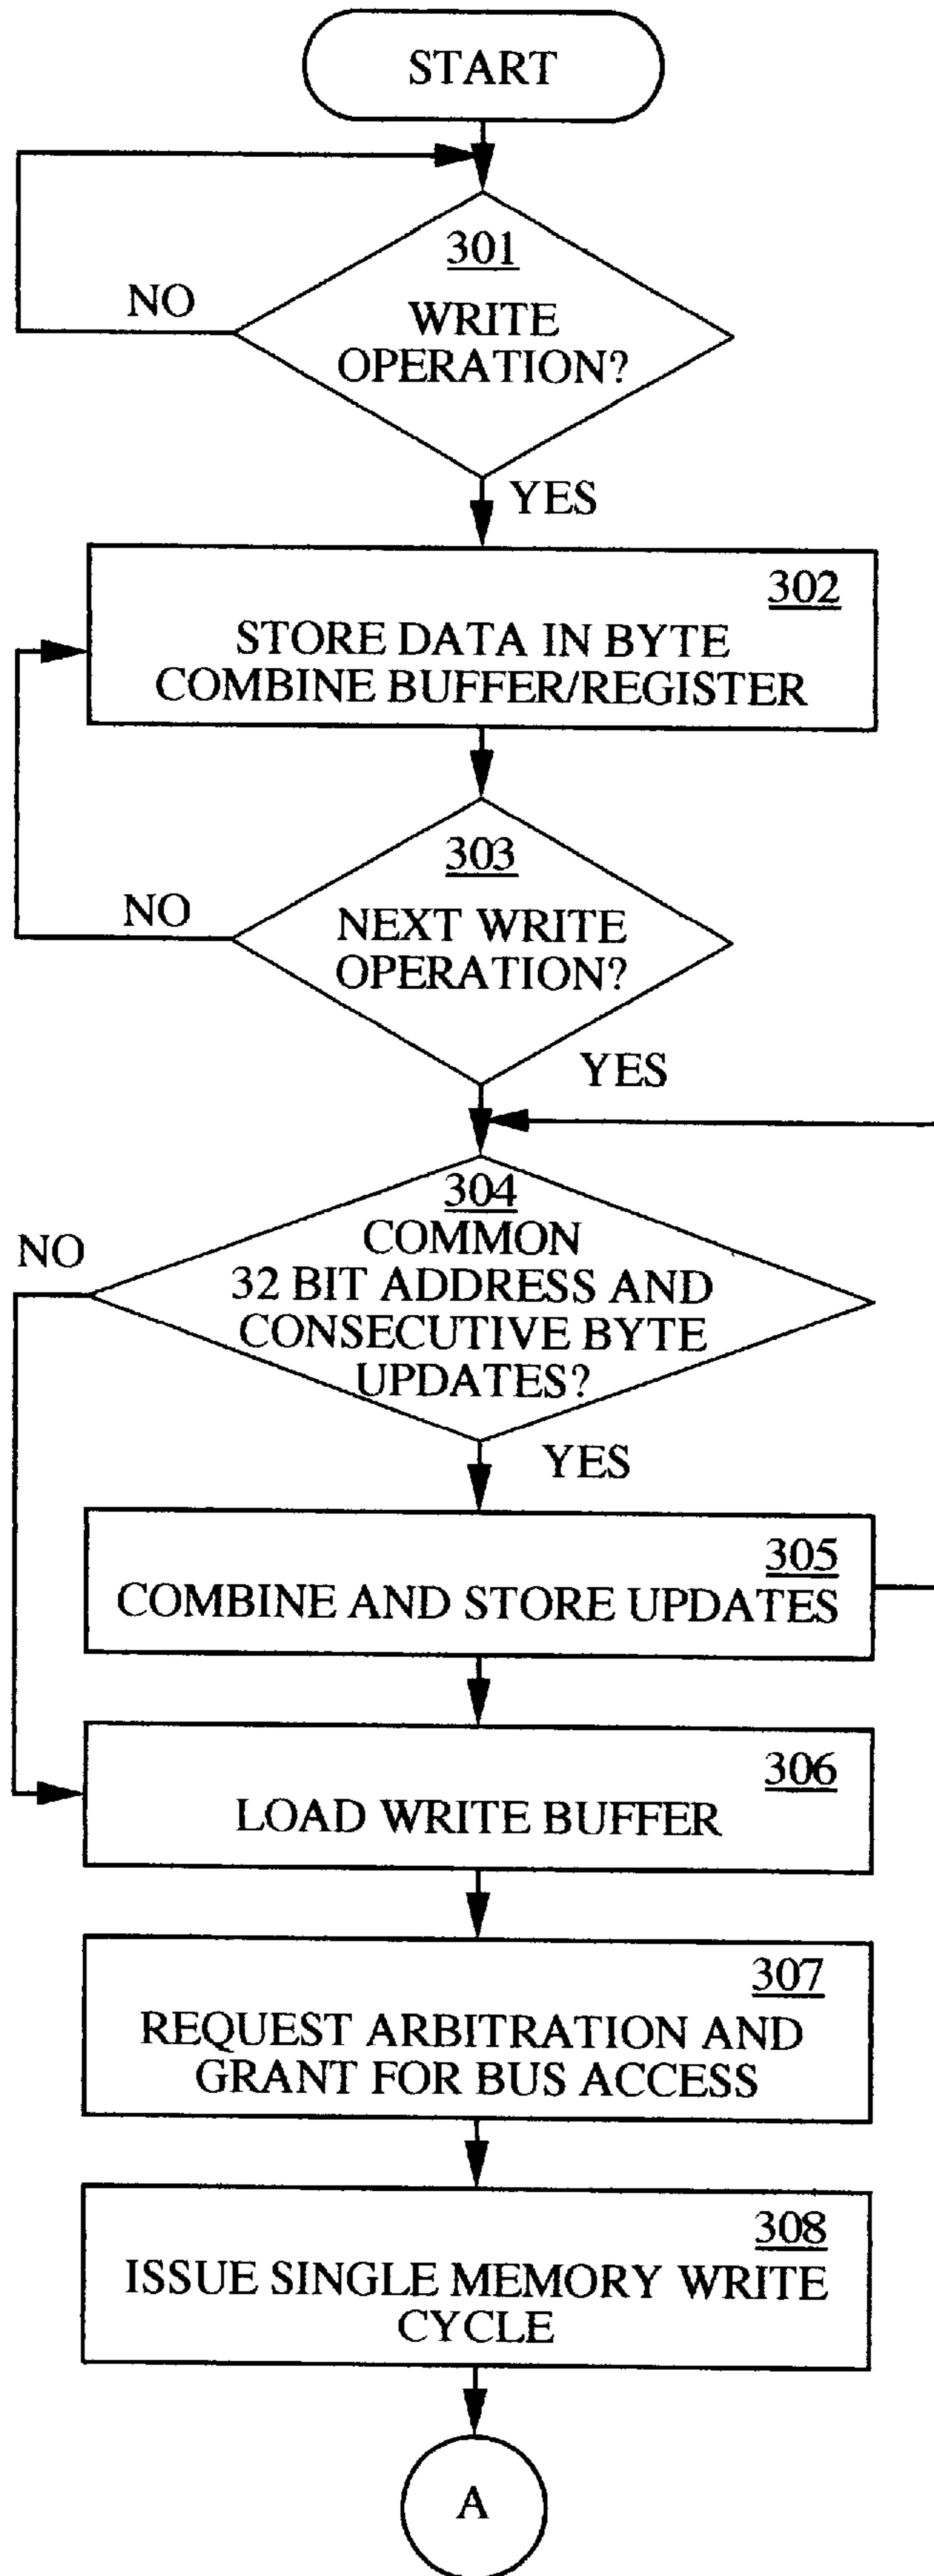 START
301
NO
WRITE
OPERATION?
YES
302
STORE DATA IN BYTE
COMBINE BUFFER/REGISTER
303
NO
NEXT WRITE
OPERATION?
YES
304
NO
COMMON
32 BIT ADDRESS AND
CONSECUTIVE BYTE
UPDATES?
YES
305
COMBINE AND STORE UPDATES
306
LOAD WRITE BUFFER
307
REQUEST ARBITRATION AND
GRANT FOR BUS ACCESS
308
ISSUE SINGLE MEMORY WRITE
CYCLE
A